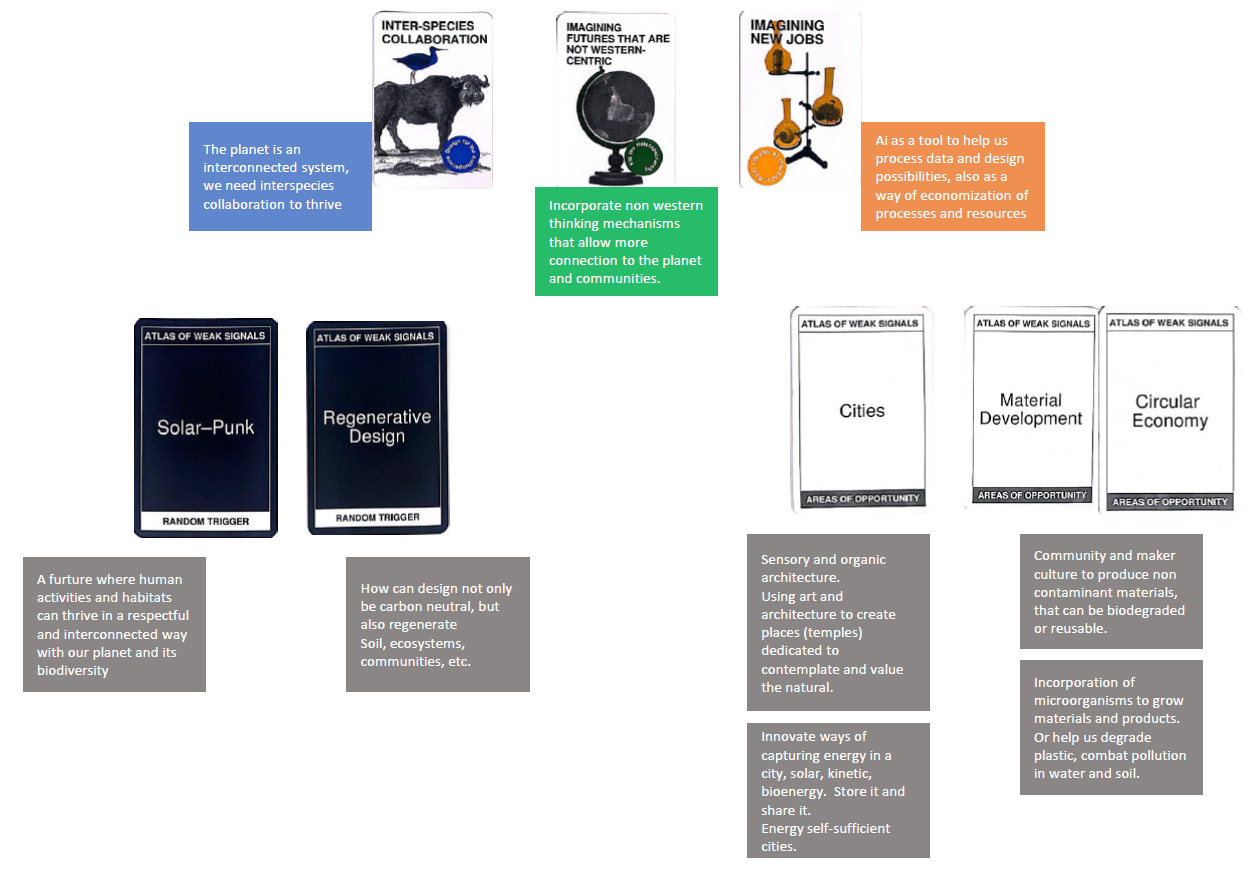 INTER-SPECIES
COLLABORATION
IMAGINING
FUTURES THAT ARE
NOT WESTERN-
CENTRIC
IMAGINING
NEW JOBS
The planet is an
interconnected system,
we need interspecies
collaboration to thrive
Incorporate non western
thinking mechanisms
that allow more
connection to the planet
and communities.
Ai as a tool to help us
process data and design
possibilities, also as a
way of economization of
processes and resources
ATLAS OF WEAK SIGNALS
Solar–Punk
RANDOM TRIGGER
ATLAS OF WEAK SIGNALS
Regenerative
Design
RANDOM TRIGGER
ATLAS OF WEAK SIGNALS
Cities
AREAS OF OPPORTUNITY
ATLAS OF WEAK SIGNALS
Material
Development
AREAS OF OPPORTUNITY
ATLAS OF WEAK SIGNALS
Circular
Economy
AREAS OF OPPORTUNITY
A furture where human
activities and habitats
can thrive in a respectful
and interconnected way
with our planet and its
biodiversity
How can design not only
be carbon neutral, but
also regenerate
Soil, ecosystems,
communities, etc.
Sensory and organic
architecture.
Using art and
architecture to create
places (temples)
dedicated to
contemplate and value
the natural.
Innovate ways of
capturing energy in a
city, solar, kinetic,
bioenergy. Store it and
share it.
Energy self-sufficient
cities.
Community and maker
culture to produce non
contaminant materials,
that can be biodegraded
or reusable.
Incorporation of
microorganisms to grow
materials and products.
Or help us degrade
plastic, combat pollution
in water and soil.